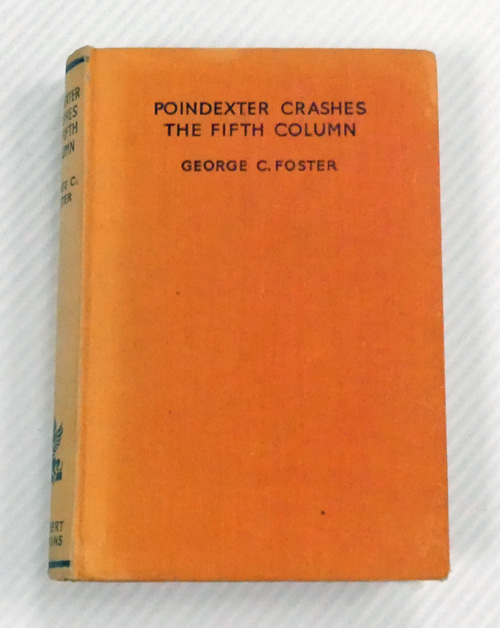 POINDEXTER CRASHES
THE FIFTH COLUMN
GEORGE C. FOSTER